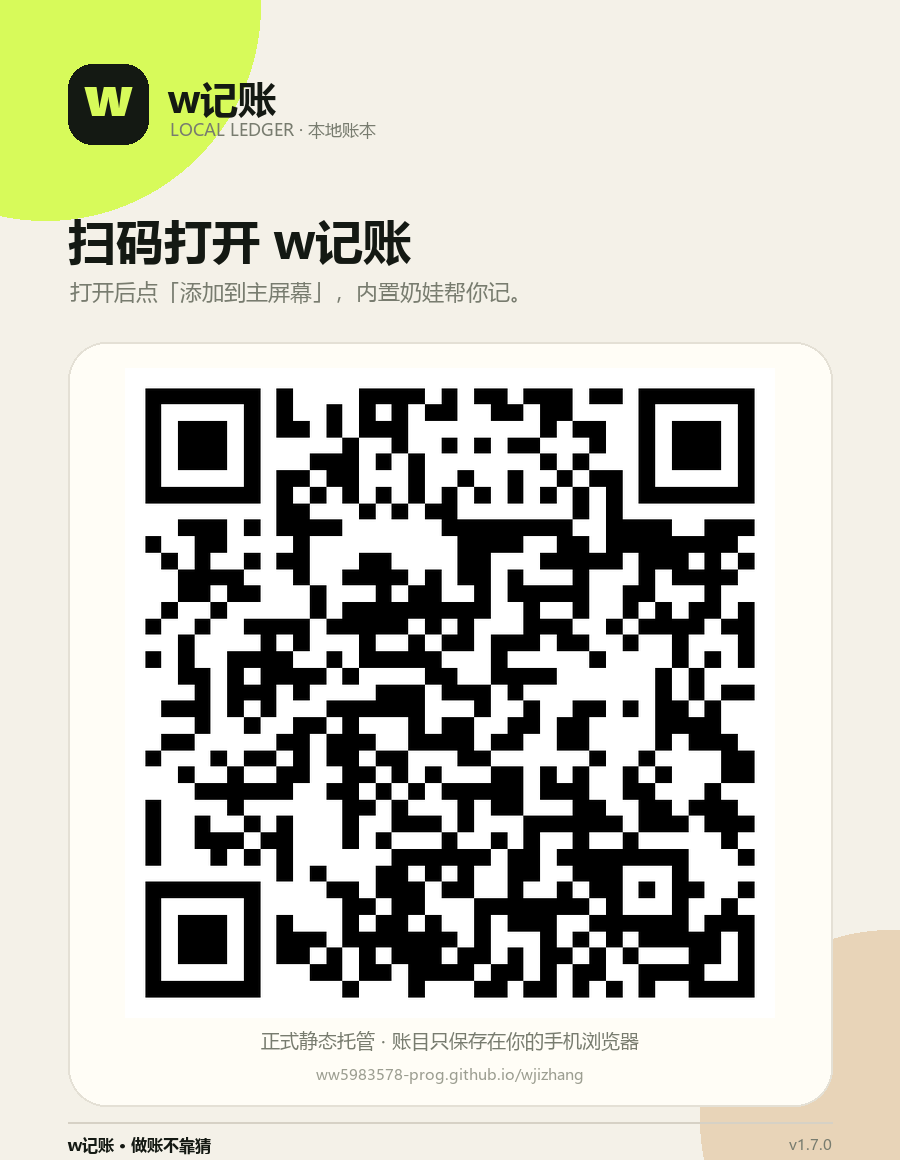 w
w记账
LOCAL LEDGER · 本地账本
扫码打开 w记账
打开后点「添加到主屏幕」，内置奶娃帮你记。
正式静态托管 · 账目只保存在你的手机浏览器
ww5983578-prog.github.io/wjizhang
w记账 • 做账不靠猜
v1.7.0